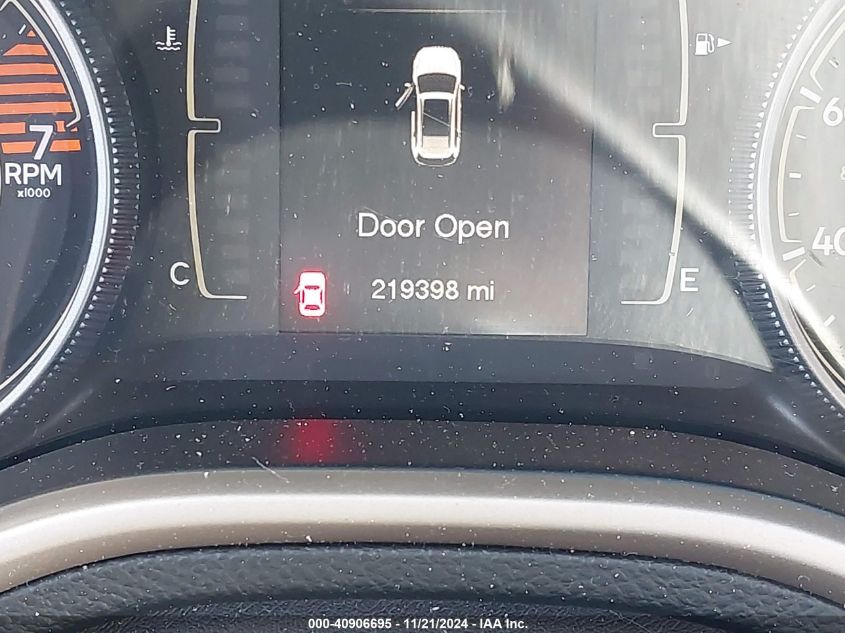 7
RPM
x1000
C
Door Open
219398 mi
E
40
000-40906695 - 11/21/2024 - IAA Inc.